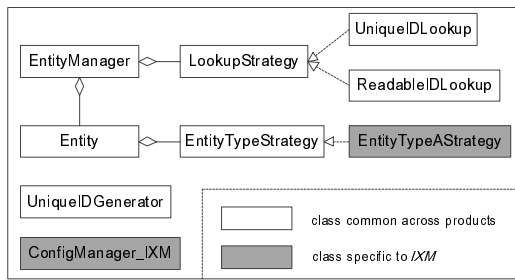 UniqueIDLookup
EntityManager
LookupStrategy
ReadableIDLookup
Entity
EntityTypeStrategy
EntityTypeAStrategy
UniqueIDGenerator
ConfigManager_IXM
class common across products
class specific to IXM